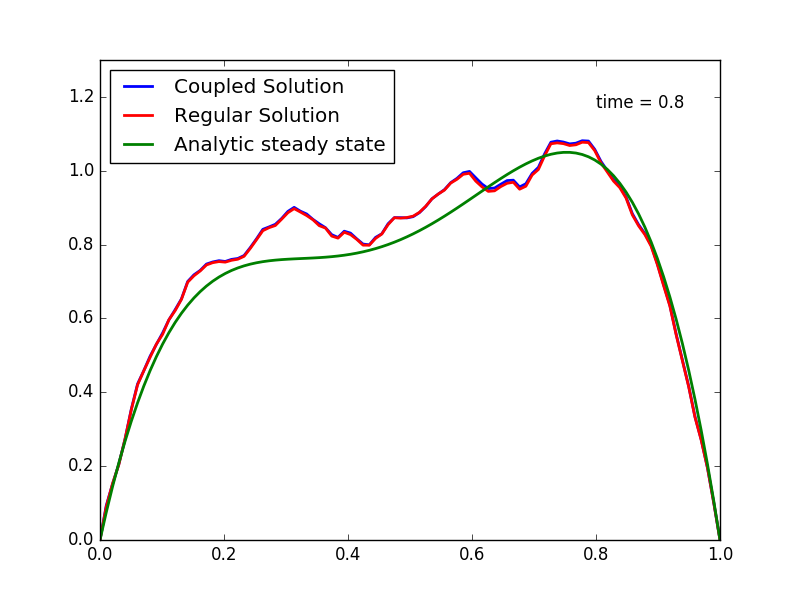 Coupled Solution
Regular Solution
Analytic steady state
time = 0.8
1.2
1.0
0.8
0.6
0.4
0.2
0.0
0.0 0.2 0.4 0.6 0.8 1.0